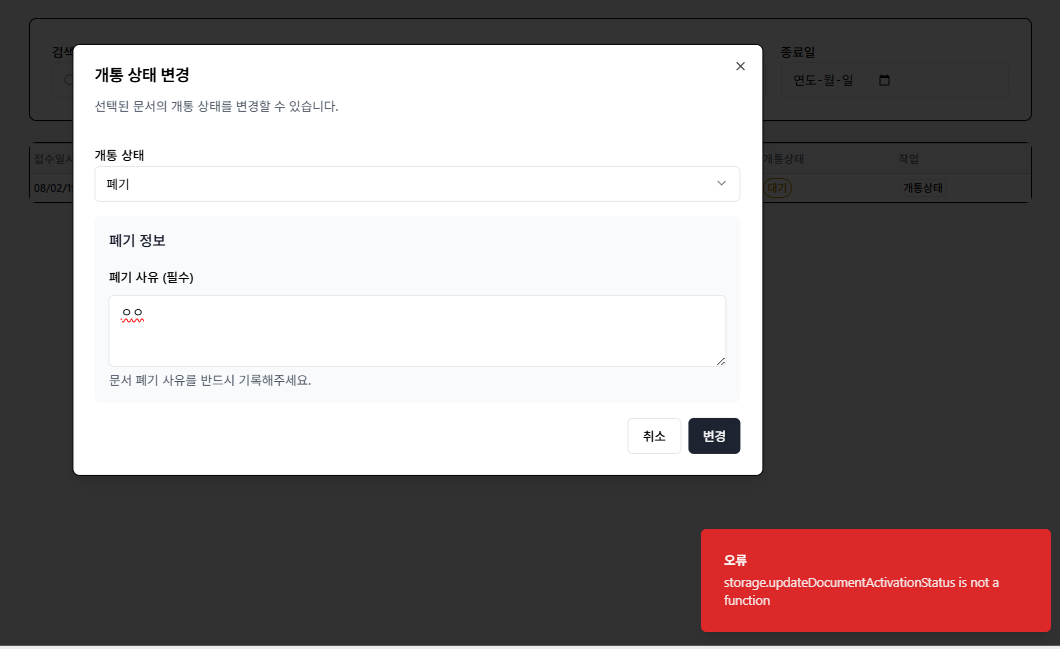 검색
종료일
개통 상태 변경
연도-월-일
선택된 문서의 개통 상태를 변경할 수 있습니다.
개통 상태
접수일시
개통상태
작업
폐기
대기
개통상태
폐기 정보
폐기 사유 (필수)
ㅇㅇ
문서 폐기 사유를 반드시 기록해주세요.
취소
변경
오류
storage.updateDocumentActivationStatus is not a
function